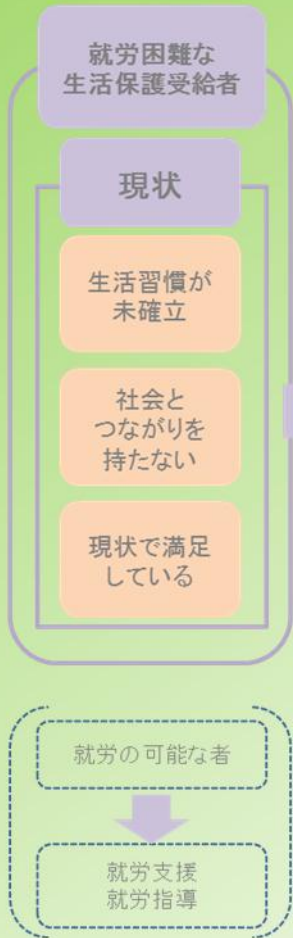 就労困難な
生活保護受給者
現状
生活習慣が
未確立
社会と
つながりを
持たない
現状で満足
している
就労の可能な者
就労支援
就労指導